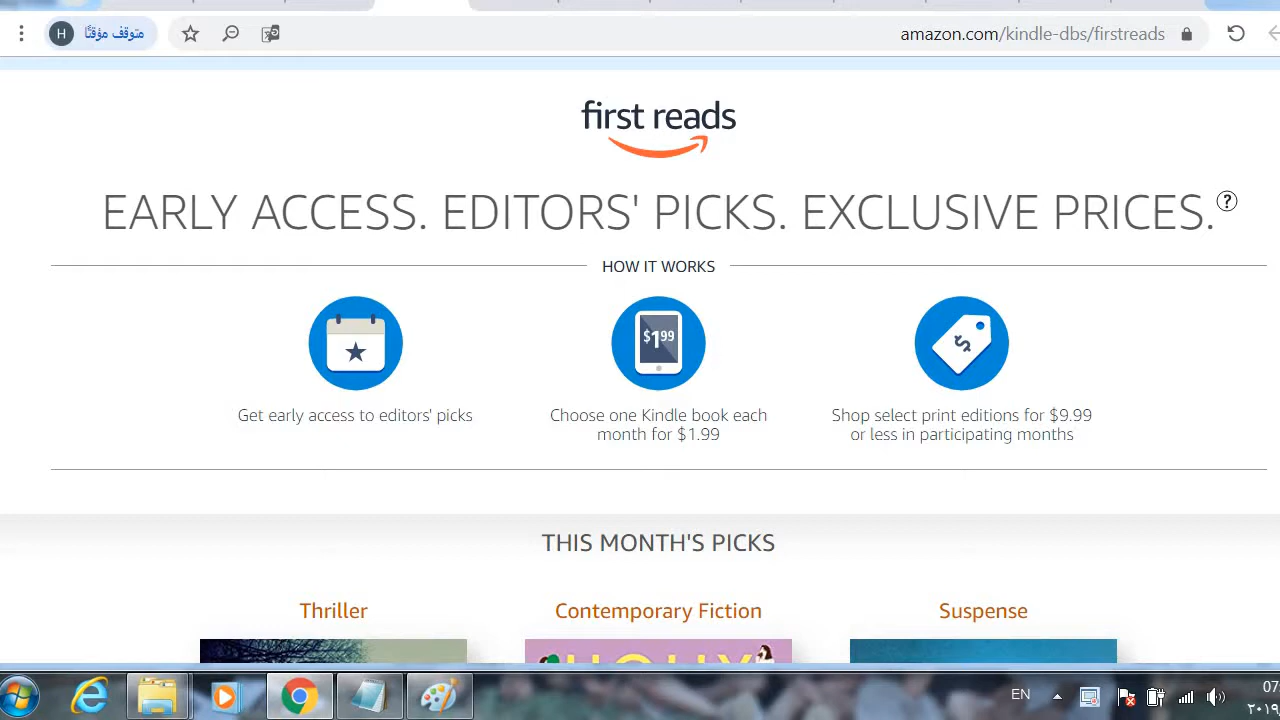 H متوقف مؤقتًا
amazon.com/kindle-dbs/firstreads
first reads
EARLY ACCESS. EDITORS' PICKS. EXCLUSIVE PRICES. ?
HOW IT WORKS
$1.99
$
Get early access to editors' picks
Choose one Kindle book each
month for $1.99
Shop select print editions for $9.99
or less in participating months
THIS MONTH'S PICKS
Thriller
Contemporary Fiction
Suspense
EN
07
٢٠١٩